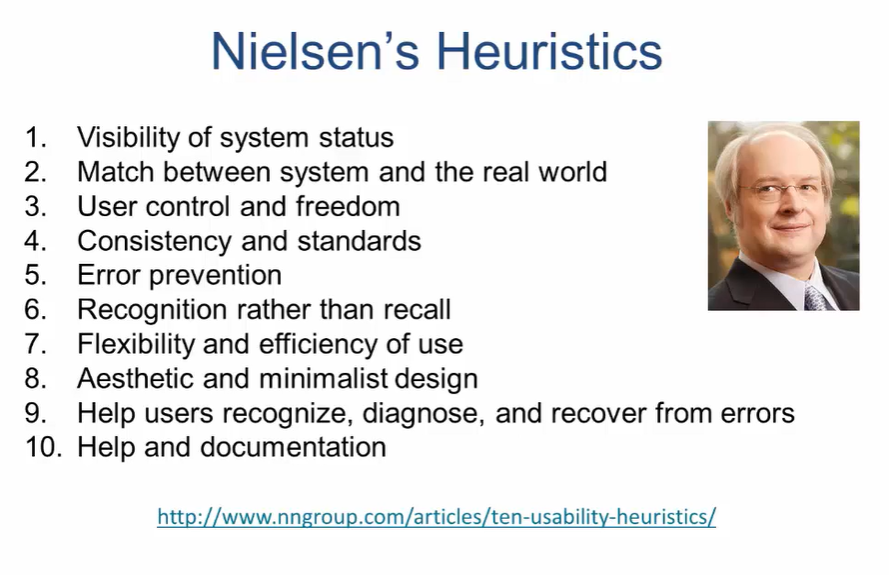 Nielsen's Heuristics
1. Visibility of system status
2. Match between system and the real world
3. User control and freedom
4. Consistency and standards
5. Error prevention
6. Recognition rather than recall
7. Flexibility and efficiency of use
8. Aesthetic and minimalist design
9. Help users recognize, diagnose, and recover from errors
10. Help and documentation
http://www.nngroup.com/articles/ten-usability-heuristics/